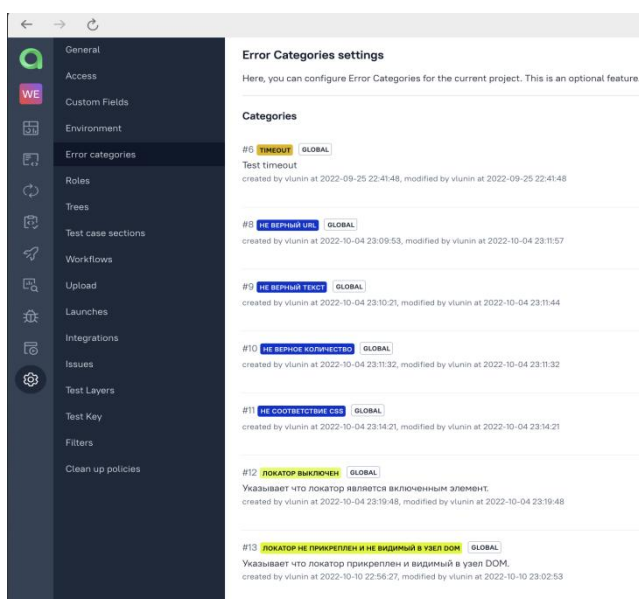 WE
General
Access
Custom Fields
Environment
Error categories
Roles
Trees
Test case sections
Workflows
Upload
Launches
Integrations
Issues
Test Layers
Test Key
Filters
Clean up policies
Error Categories settings
Here, you can configure Error Categories for the current project. This is an optional feature
Categories
#6 TIMEOUT GLOBAL
Test timeout
created by vlunin at 2022-09-25 22:41:48, modified by vlunin at 2022-09-25 22:41:48
#8 НЕ ВЕРНЫЙ URL GLOBAL
created by vlunin at 2022-10-04 23:09:53, modified by vlunin at 2022-10-04 23:11:57
#9 НЕ ВЕРНЫЙ ТЕКСТ GLOBAL
created by vlunin at 2022-10-04 23:10:21, modified by vlunin at 2022-10-04 23:11:44
#10 НЕ ВЕРНОЕ КОЛИЧЕСТВО GLOBAL
created by vlunin at 2022-10-04 23:11:32, modified by vlunin at 2022-10-04 23:11:32
#11 НЕ СООТВЕТСТВИЕ CSS GLOBAL
created by vlunin at 2022-10-04 23:14:21, modified by vlunin at 2022-10-04 23:14:21
#12 ЛОКАТОР ВЫКЛЮЧЕН GLOBAL
Указывает что локатор является включенным элемент.
created by vlunin at 2022-10-04 23:19:48, modified by vlunin at 2022-10-04 23:19:48
#13 ЛОКАТОР НЕ ПРИКРЕПЛЕН И НЕ ВИДИМЫЙ В УЗЕЛ DOM GLOBAL
Указывает что локатор прикреплен и видимый в узел DOM.
created by vlunin at 2022-10-10 22:56:27, modified by vlunin at 2022-10-10 23:02:53